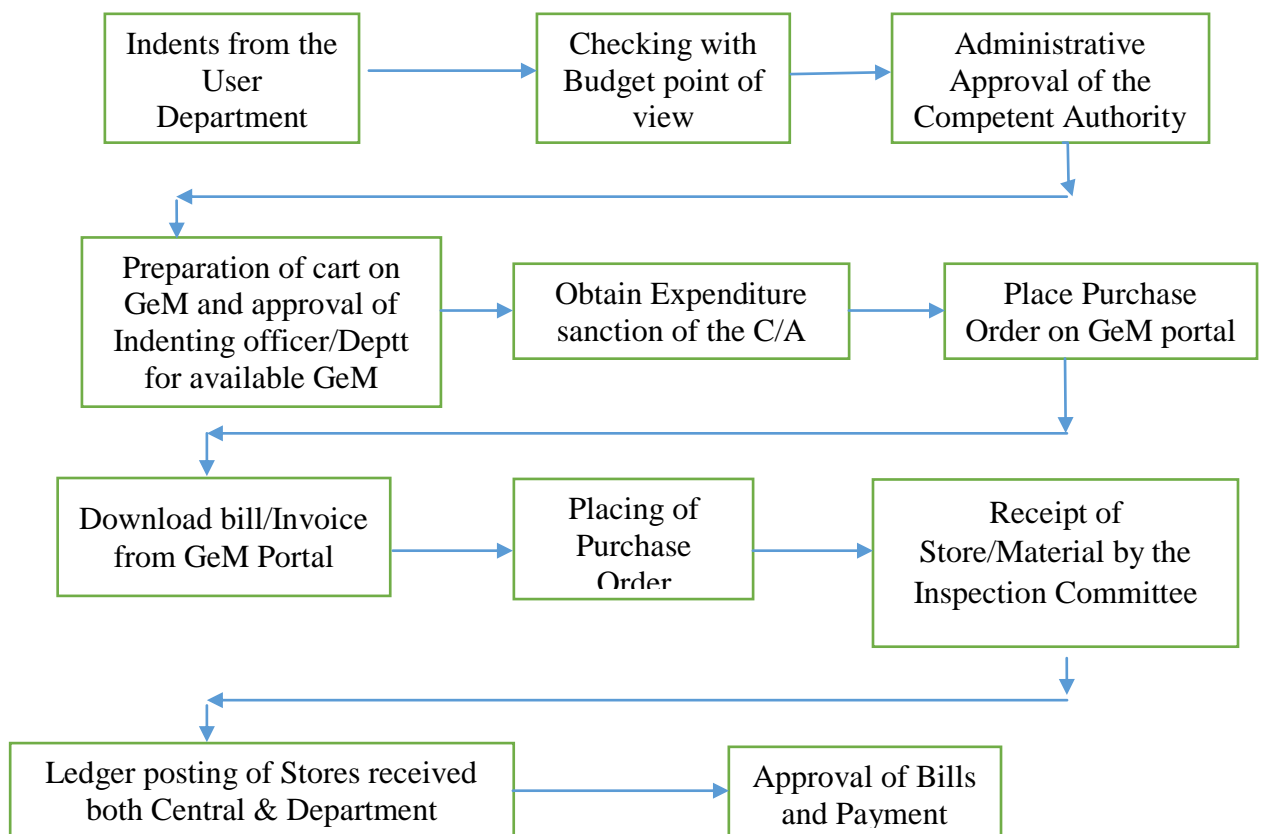 Indents from the
User
Department
Checking with
Budget point of
view
Administrative
Approval of the
Competent Authority
Preparation of cart on
GeM and approval of
Indenting officer/Deptt
for available GeM
Obtain Expenditure
sanction of the C/A
Place Purchase
Order on GeM portal
Download bill/Invoice
from GeM Portal
Placing of
Purchase
Order
Receipt of
Store/Material by the
Inspection Committee
Ledger posting of Stores received
both Central & Department
Approval of Bills
and Payment